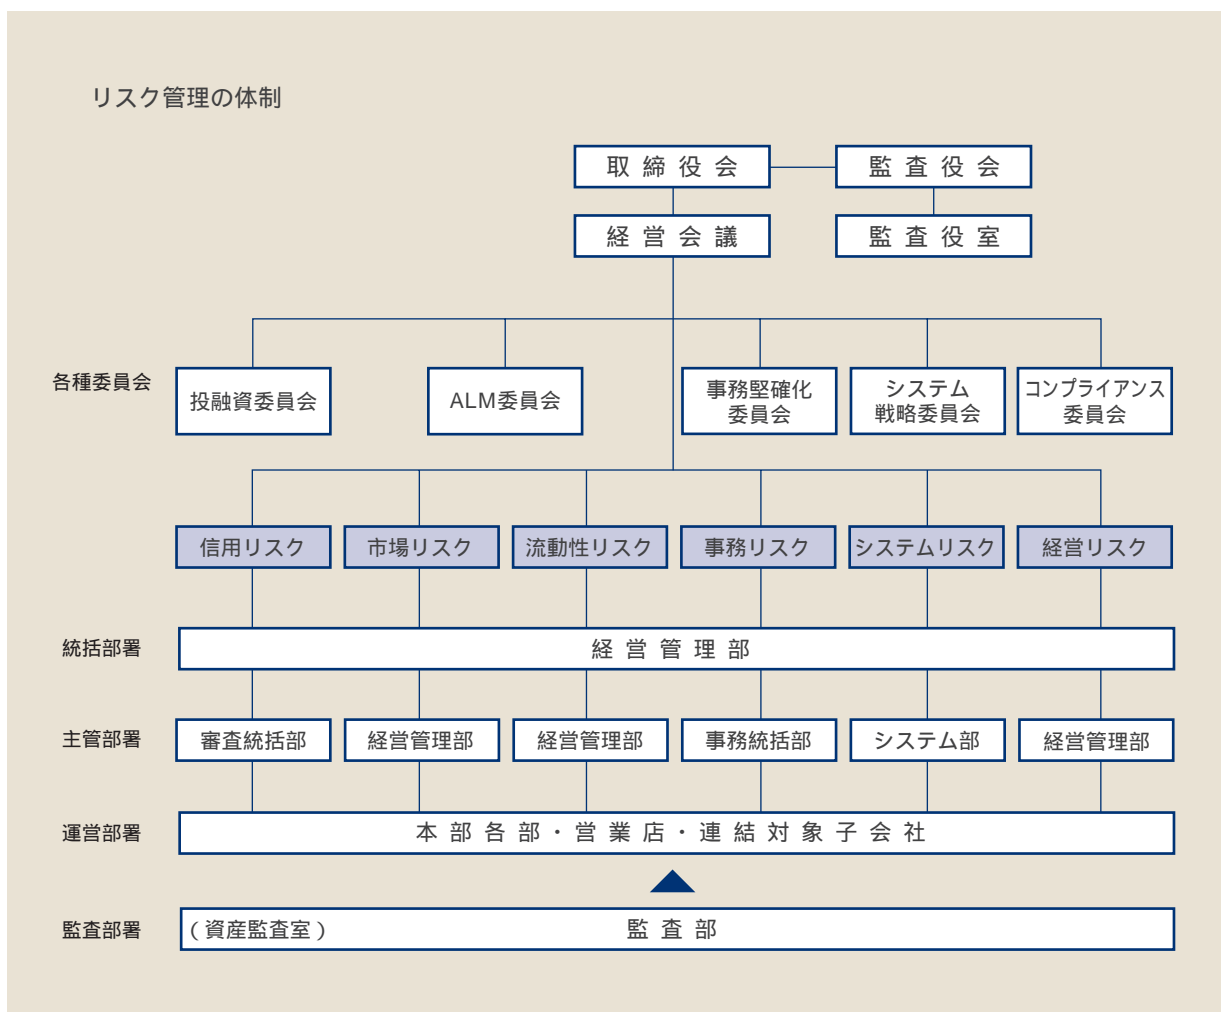 リスク管理の体制
取締役会
監査役会
経営会議
監査役室
各種委員会
投融資委員会
ALM委員会
事務堅確化
委員会
システム
戦略委員会
コンプライアンス
委員会
信用リスク
市場リスク
流動性リスク
事務リスク
システムリスク
経営リスク
統括部署
経営管理部
主管部署
審査統括部
経営管理部
経営管理部
事務統括部
システム部
経営管理部
運営部署
本部各部・営業店・連結対象子会社
監査部署
(資産監査室)
監査部